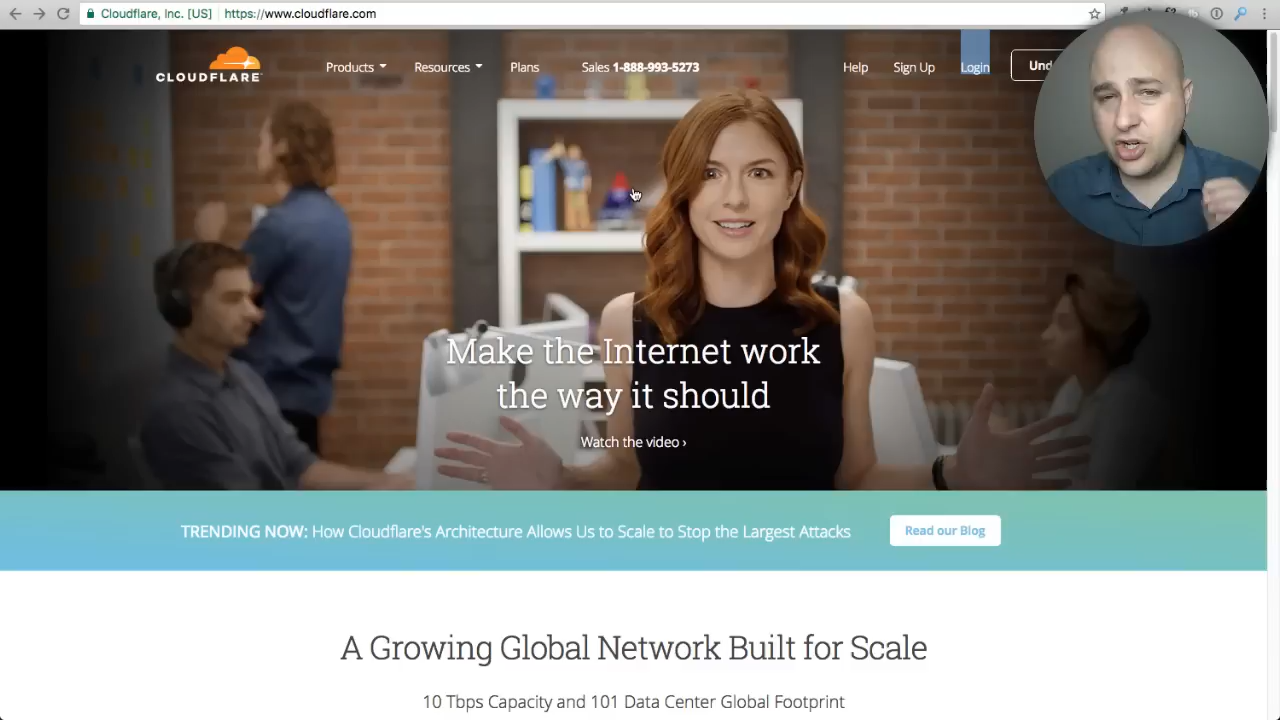 Cloudflare, Inc. [US] https://www.cloudflare.com
CLOUDFLARE
Products Resources Plans Sales 1-888-993-5273 Help Sign Up Login
Make the Internet work
the way it should
Watch the video ›
TRENDING NOW: How Cloudflare's Architecture Allows Us to Scale to Stop the Largest Attacks
Read our Blog
A Growing Global Network Built for Scale
10 Tbps Capacity and 101 Data Center Global Footprint